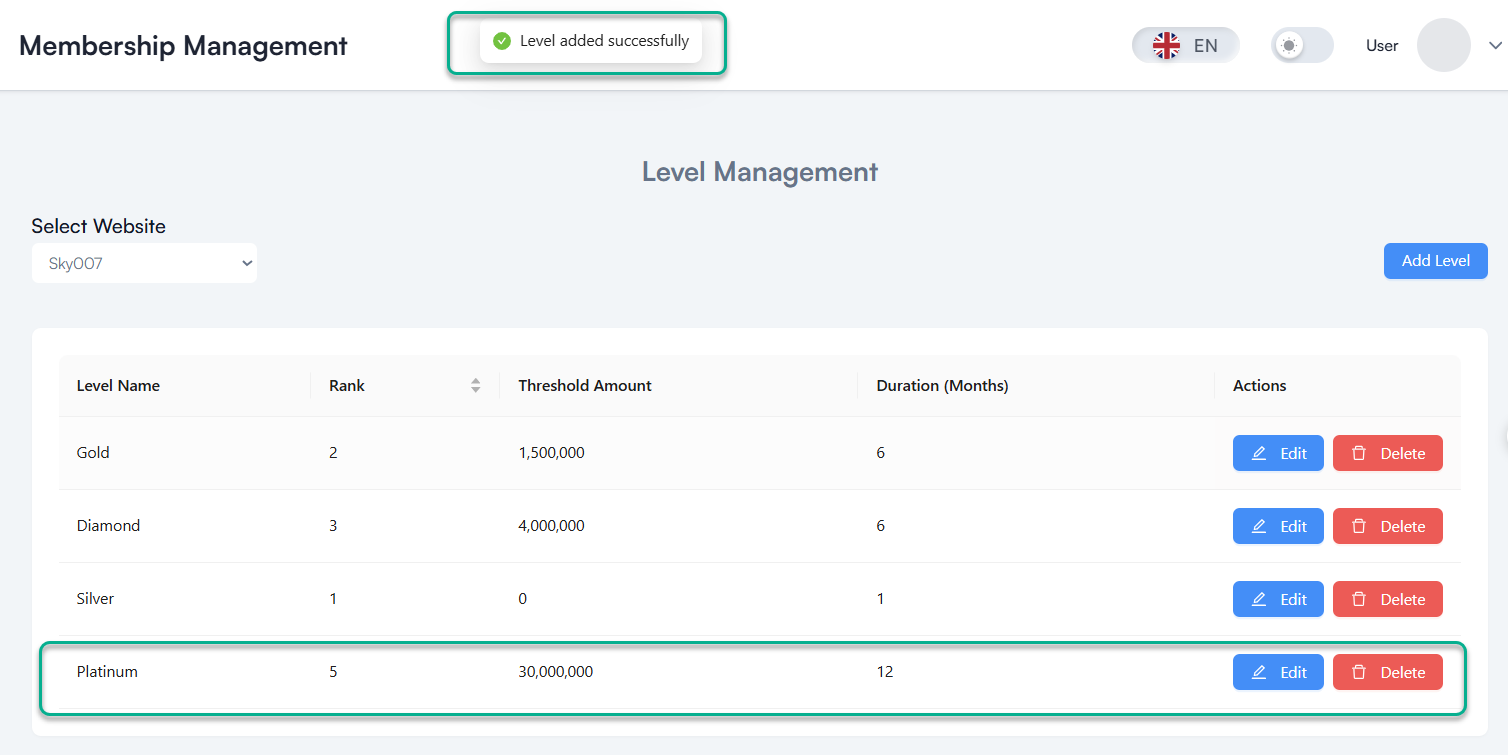 Membership Management
Level added successfully
EN
User
Level Management
Select Website
Sky007
Add Level
Level Name Rank Threshold Amount Duration (Months) Actions
Gold 2 1,500,000 6 Edit Delete
Diamond 3 4,000,000 6 Edit Delete
Silver 1 0 1 Edit Delete
Platinum 5 30,000,000 12 Edit Delete